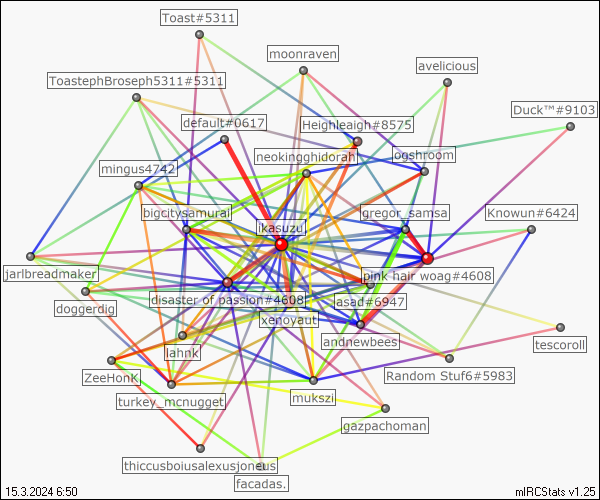 Toast#5311
moonraven
avelicious
ToastephBroseph5311#5311
Duck™#9103
default#0617
Heighleaigh#8575
neokingghidorah
ogshroom
mingus4742
bigcitysamurai
gregor_samsa
Knowun#6424
ikasuzu.
jarlbreadmaker
pink hair woag#4608
disaster of passion#4608
asad#6947
doggerdig
xenoyaut
andnewbees
tescoroll
lahnk
ZeeHonK
Random Stuf6#5983
turkey_mcnugget.
mukszi
gazpachoman
thiccusboiusalexusjoneus
facadas.
15.3.2024 6:50
mIRCStats v1.25